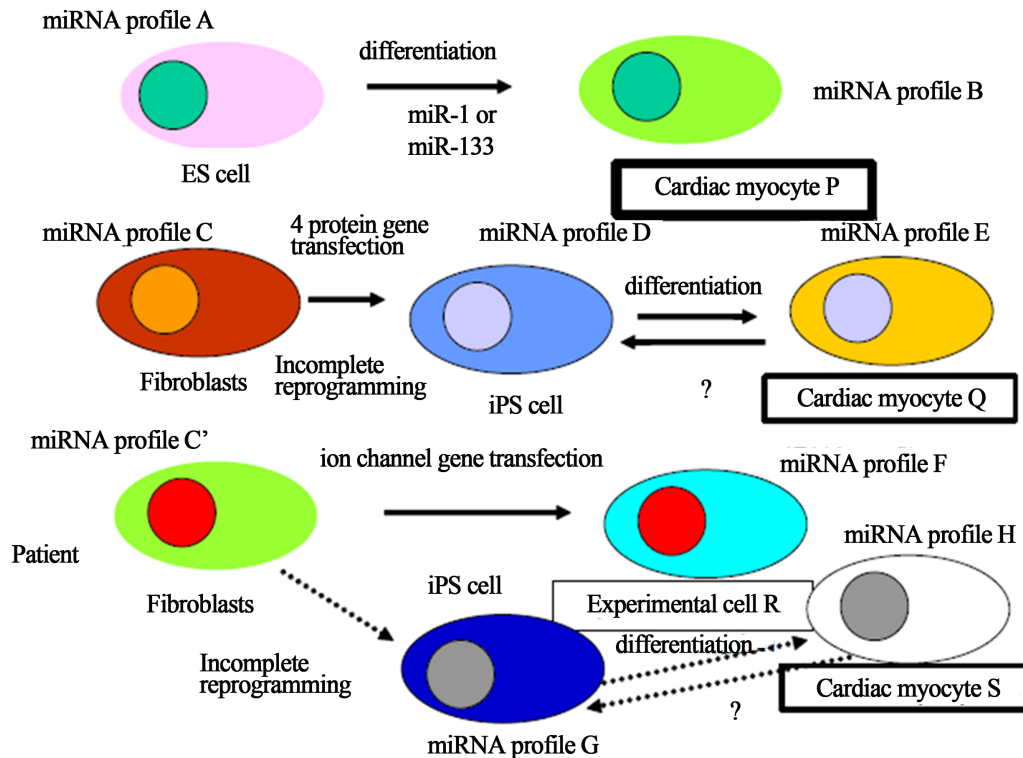 miRNA profile A
differentiation
miR-1 or
miR-133
miRNA profile B
ES cell
Cardiac myocyte P
miRNA profile C
4 protein gene
transfection
miRNA profile D
miRNA profile E
differentiation
Incomplete
reprogramming
Fibroblasts
iPS cell
?
Cardiac myocyte Q
miRNA profile C’
ion channel gene transfection
miRNA profile F
Patient
miRNA profile H
Fibroblasts
iPS cell
Experimental cell R
differentiation
Incomplete
reprogramming
Cardiac myocyte S
?
miRNA profile G